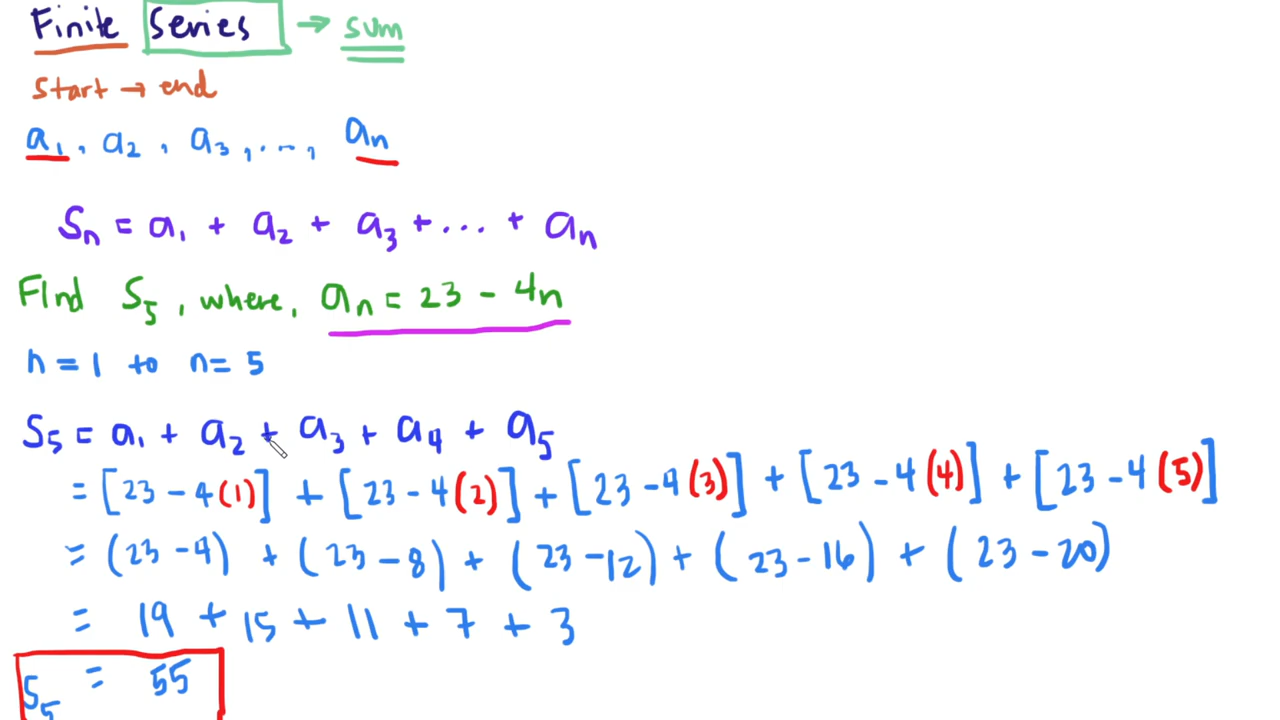 Finite Series → sum
start → end
a₁, a₂, a₃, ..., aₙ
Sₙ = a₁ + a₂ + a₃ + ... + aₙ
Find S₅, where, aₙ = 23 - 4n
n = 1 to n = 5
S₅ = a₁ + a₂ + a₃ + a₄ + a₅
= [23 - 4(1)] + [23 - 4(2)] + [23 - 4(3)] + [23 - 4(4)] + [23 - 4(5)]
= (23 - 4) + (23 - 8) + (23 - 12) + (23 - 16) + (23 - 20)
= 19 + 15 + 11 + 7 + 3
S₅ = 55